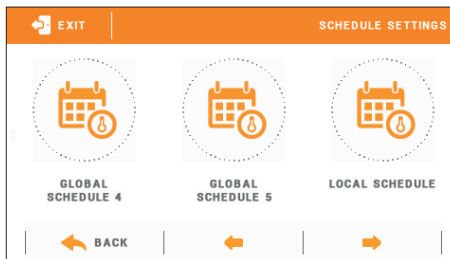 EXIT
SCHEDULE SETTINGS
GLOBAL
SCHEDULE 4
GLOBAL
SCHEDULE 5
LOCAL SCHEDULE
BACK